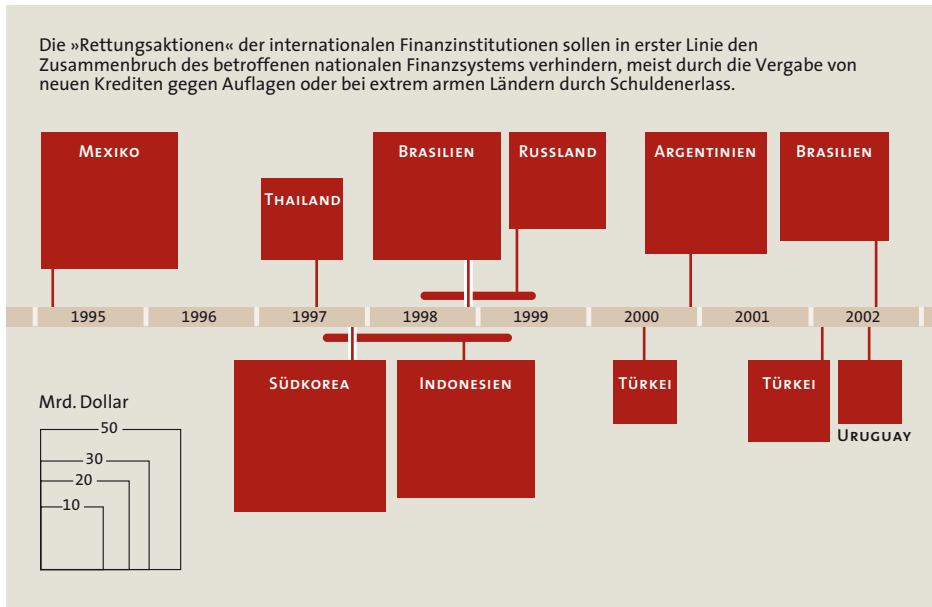 Die »Rettungsaktionen« der internationalen Finanzinstitutionen sollen in erster Linie den
Zusammenbruch des betroffenen nationalen Finanzsystems verhindern, meist durch die Vergabe von
neuen Krediten gegen Auflagen oder bei extrem armen Ländern durch Schuldenerlass.
MEXIKO
BRASILIEN
RUSSLAND
ARGENTINIEN
BRASILIEN
THAILAND
1995 1996 1997 1998 1999 2000 2001 2002
SÜDKOREA
INDONESIEN
TÜRKEI
TÜRKEI
URUGUAY
Mrd. Dollar
50
30
20
10